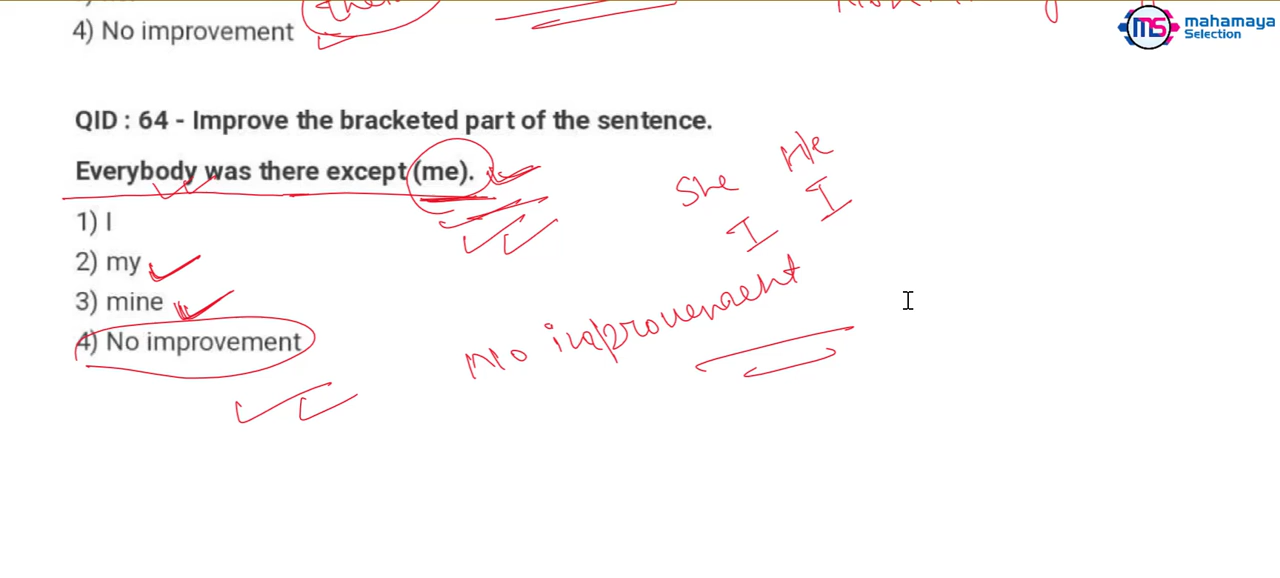 4) No improvement
mahamaya
Selection
MS
QID : 64 - Improve the bracketed part of the sentence.
Everybody was there except (me).
She He
I I
1) I
2) my
3) mine
4) No improvement
No improvement